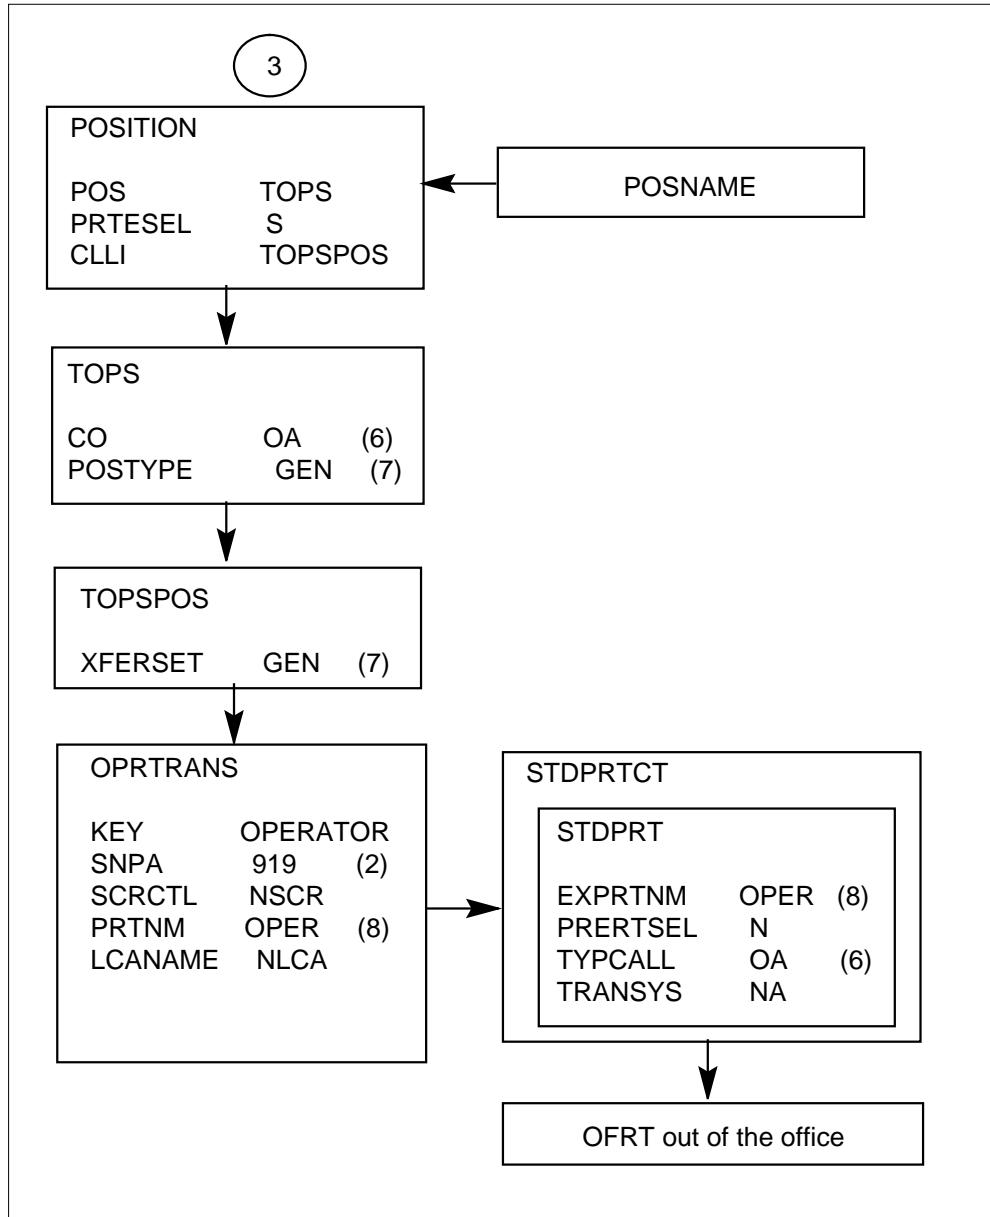 3
POSITION
POS TOPS
PRTESEL S
CLLI TOPSPOS
POSNAME
TOPS
CO OA (6)
POSTYPE GEN (7)
TOPSPOS
XFERSET GEN (7)
OPRTRANS
KEY OPERATOR
SNPA 919 (2)
SCRCTL NSCR
PRTNM OPER (8)
LCANAME NLCA
STDPRTCT
STDPRT
EXPRTNM OPER (8)
PRERTSEL N
TYPCALL OA (6)
TRANSYS NA
OFRT out of the office